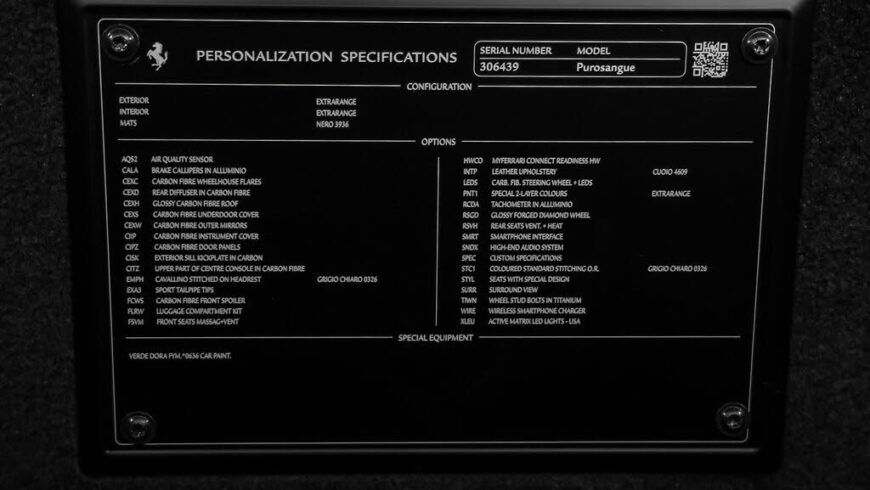 PERSONALIZATION SPECIFICATIONS
SERIAL NUMBER MODEL
306439 Purosangue
CONFIGURATION
EXTERIOR EXTRARANGE
INTERIOR EXTRARANGE
MATS NERO 3936
OPTIONS
AQS2 AIR QUALITY SENSOR
CALA BRAKE CALLIPERS IN ALLUMINIO
CEXC CARBON FIBRE WHEELHOUSE FLARES
CEXD REAR DIFFUSER IN CARBON FIBRE
CEXH GLOSSY CARBON FIBRE ROOF
CEXS CARBON FIBRE UNDERDOOR COVER
CEXW CARBON FIBRE OUTER MIRRORS
CIIP CARBON FIBRE INSTRUMENT COVER
CIPZ CARBON FIBRE DOOR PANELS
CISK EXTERIOR SILL KICKPLATE IN CARBON
CITZ UPPER PART OF CENTRE CONSOLE IN CARBON FIBRE
EMPH CAVALLINO STITCHED ON HEADREST GRIGIO CHIARO 0326
EXA3 SPORT TAILPIPE TIPS
FCWS CARBON FIBRE FRONT SPOILER
FLRW LUGGAGE COMPARTMENT KIT
FSVM FRONT SEATS MASSAG+VENT
HWCO MYFERRARI CONNECT READINESS HW
INTP LEATHER UPHOLSTERY CUOIO 4609
LEDS CARB. FIB. STEERING WHEEL + LEDS
PNT1 SPECIAL 2-LAYER COLOURS EXTRARANGE
RCDA TACHOMETER IN ALLUMINIO
RSGD GLOSSY FORGED DIAMOND WHEEL
RSVH REAR SEATS VENT. + HEAT
SMRT SMARTPHONE INTERFACE
SNDX HIGH-END AUDIO SYSTEM
SPEC CUSTOM SPECIFICATIONS
STC1 COLOURED STANDARD STITCHING O.R. GRIGIO CHIARO 0326
STYL SEATS WITH SPECIAL DESIGN
SURR SURROUND VIEW
TIWN WHEEL STUD BOLTS IN TITANIUM
WIRE WIRELESS SMARTPHONE CHARGER
XLEU ACTIVE MATRIX LED LIGHTS - USA
SPECIAL EQUIPMENT
VERDE DORA FYM.*0636 CAR PAINT.